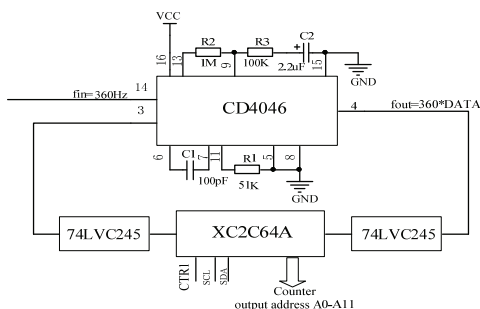 VCC
R2
R3
C2
+
16
13
1M
9
100K
2.2uF
15
GND
fin=360Hz
14
3
CD4046
4
fout=360*DATA
6
C1
7
11
R1
5
8
100pF
51K
GND
74LVC245
XC2C64A
74LVC245
CTR1
SCL
SDA
Counter
output address A0-A11